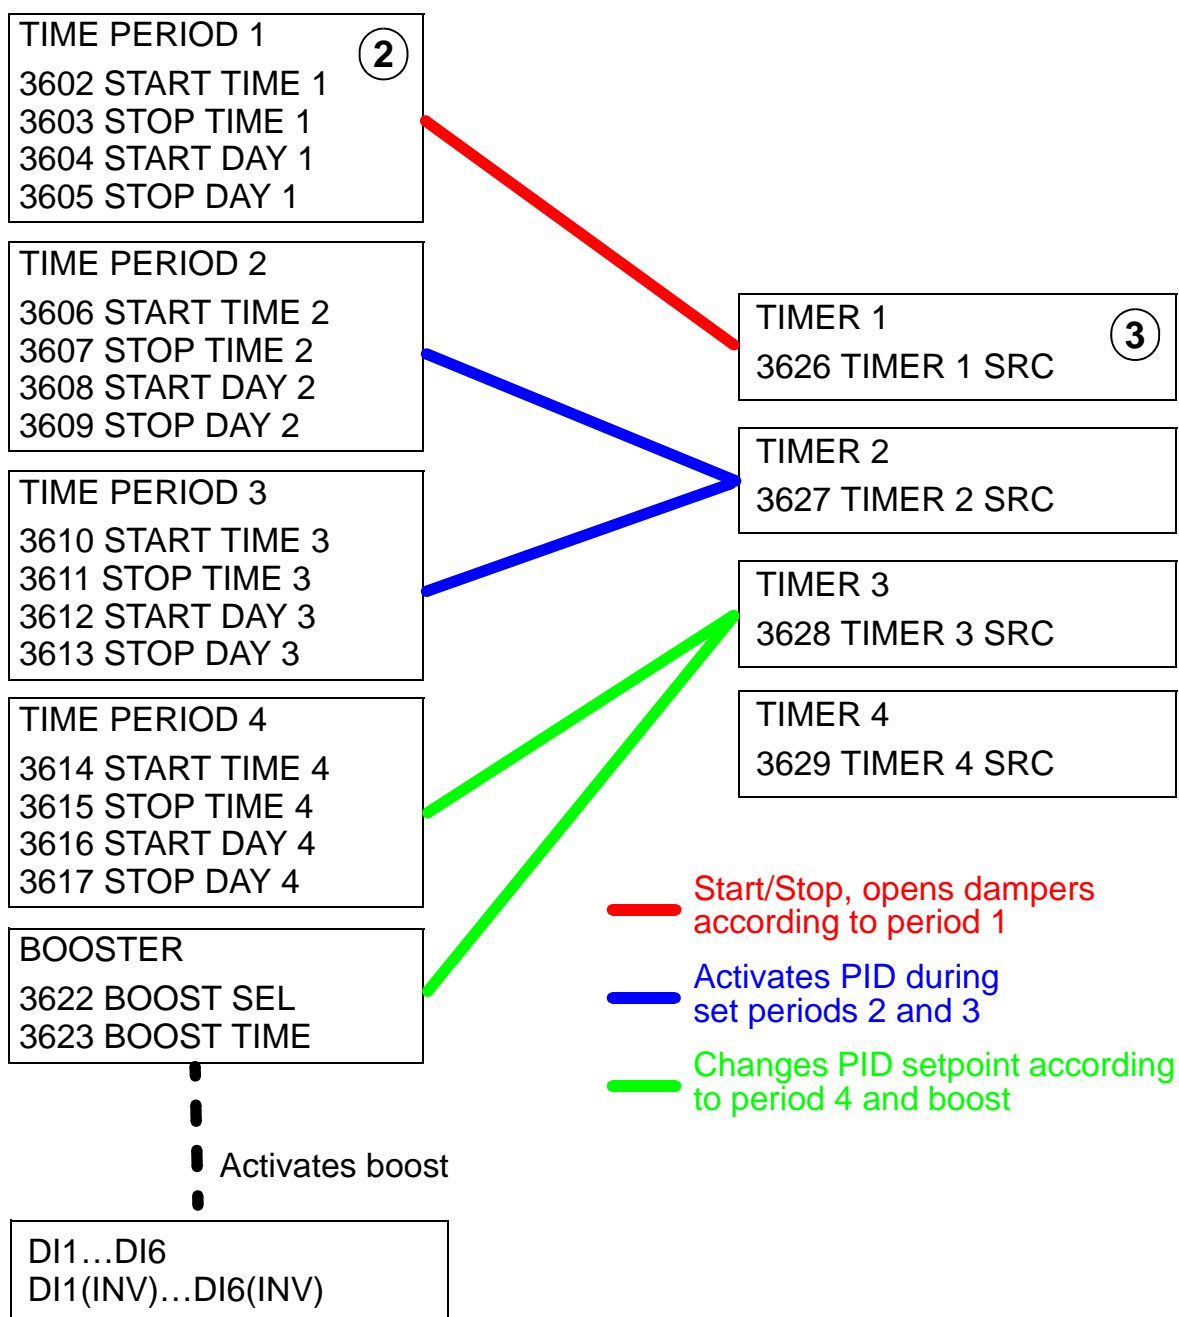 TIME PERIOD 1
2
3602 START TIME 1
3603 STOP TIME 1
3604 START DAY 1
3605 STOP DAY 1
TIME PERIOD 2
3606 START TIME 2
3607 STOP TIME 2
3608 START DAY 2
3609 STOP DAY 2
TIME PERIOD 3
3610 START TIME 3
3611 STOP TIME 3
3612 START DAY 3
3613 STOP DAY 3
TIME PERIOD 4
3614 START TIME 4
3615 STOP TIME 4
3616 START DAY 4
3617 STOP DAY 4
BOOSTER
3622 BOOST SEL
3623 BOOST TIME
Activates boost
DI1…DI6
DI1(INV)…DI6(INV)
TIMER 1
3
3626 TIMER 1 SRC
TIMER 2
3627 TIMER 2 SRC
TIMER 3
3628 TIMER 3 SRC
TIMER 4
3629 TIMER 4 SRC
Start/Stop, opens dampers
according to period 1
Activates PID during
set periods 2 and 3
Changes PID setpoint according
to period 4 and boost